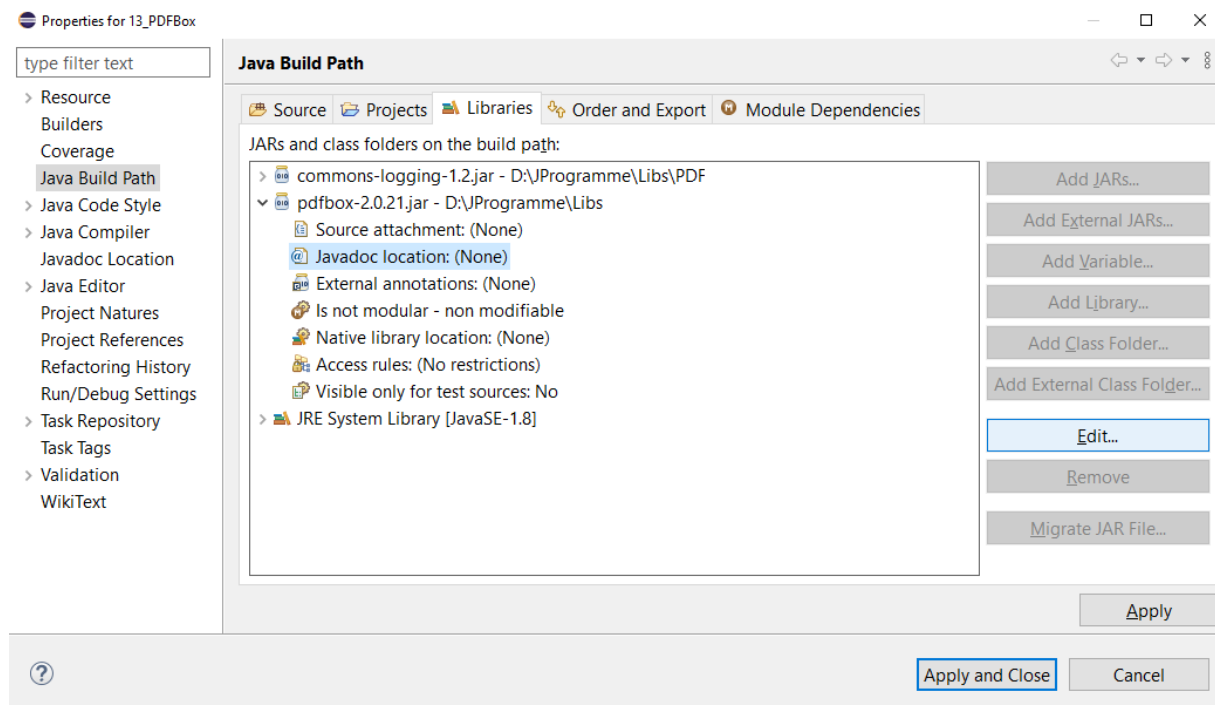 Properties for 13_PDFBox
type filter text
Resource
Builders
Coverage
Java Build Path
Java Code Style
Java Compiler
Javadoc Location
Java Editor
Project Natures
Project References
Refactoring History
Run/Debug Settings
Task Repository
Task Tags
Validation
WikiText
Java Build Path
Source Projects Libraries Order and Export Module Dependencies
JARs and class folders on the build path:
commons-logging-1.2.jar - D:\JProgramme\Libs\PDF
pdfbox-2.0.21.jar - D:\JProgramme\Libs
Source attachment: (None)
Javadoc location: (None)
External annotations: (None)
Is not modular - non modifiable
Native library location: (None)
Access rules: (No restrictions)
Visible only for test sources: No
JRE System Library [JavaSE-1.8]
Add JARs...
Add External JARs...
Add Variable...
Add Library...
Add Class Folder...
Add External Class Folder...
Edit...
Remove
Migrate JAR File...
Apply
Apply and Close
Cancel